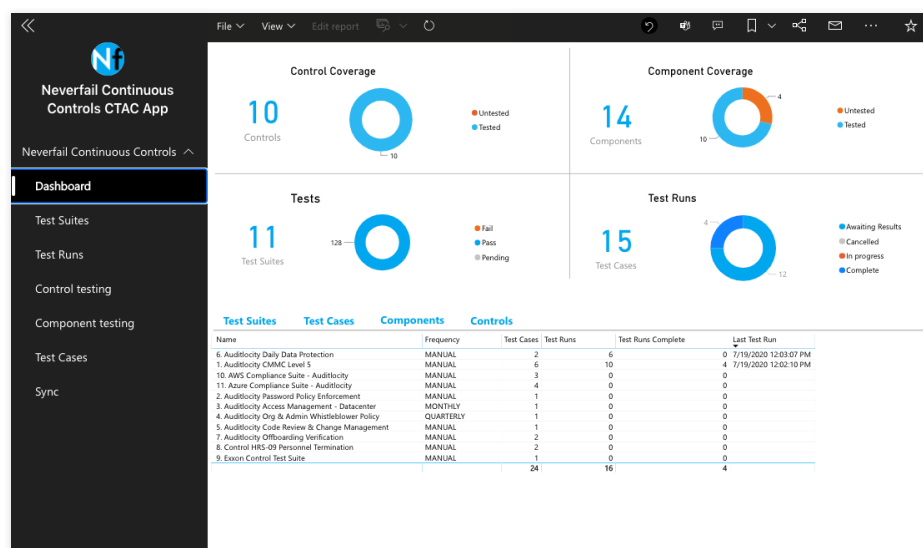 File View Edit report
Nf
Neverfail Continuous
Controls CTAC App
Neverfail Continuous Controls
Dashboard
Test Suites
Test Runs
Control testing
Component testing
Test Cases
Sync
Control Coverage
10
Controls
10
Untested
Tested
Component Coverage
14
Components
4
10
Untested
Tested
Tests
11
Test Suites
128
Fail
Pass
Pending
Test Runs
15
Test Cases
4
12
Awaiting Results
Cancelled
In progress
Complete
Test Suites Test Cases Components Controls
Name Frequency Test Cases Test Runs Test Runs Complete Last Test Run
6. Auditlocity Daily Data Protection MANUAL 2 6 0 7/19/2020 12:03:07 PM
1. Auditlocity CMMC Level 5 MANUAL 6 10 4 7/19/2020 12:02:10 PM
10. AWS Compliance Suite - Auditlocity MANUAL 3 0 0
11. Azure Compliance Suite - Auditlocity MANUAL 4 0 0
2. Auditlocity Password Policy Enforcement MANUAL 1 0 0
3. Auditlocity Access Management - Datacenter MONTHLY 1 0 0
4. Auditlocity Org & Admin Whistleblower Policy QUARTERLY 1 0 0
5. Auditlocity Code Review & Change Management MANUAL 1 0 0
7. Auditlocity Offboarding Verification MANUAL 2 0 0
8. Control HRS-09 Personnel Termination MANUAL 2 0 0
9. Exxon Control Test Suite MANUAL 1 0 0
24 16 4